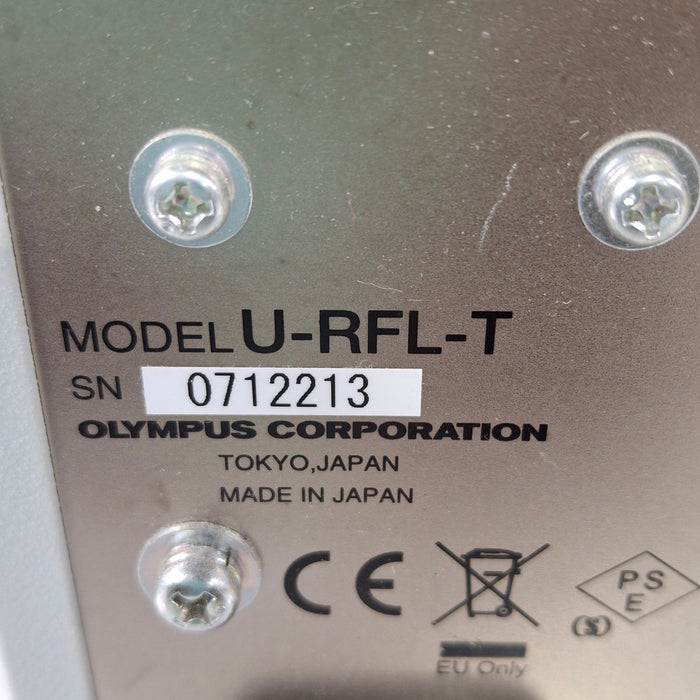 MODEL U-RFL-T
SN 0712213
OLYMPUS CORPORATION
TOKYO,JAPAN
MADE IN JAPAN
CE
PS
E
(S)
EU Only